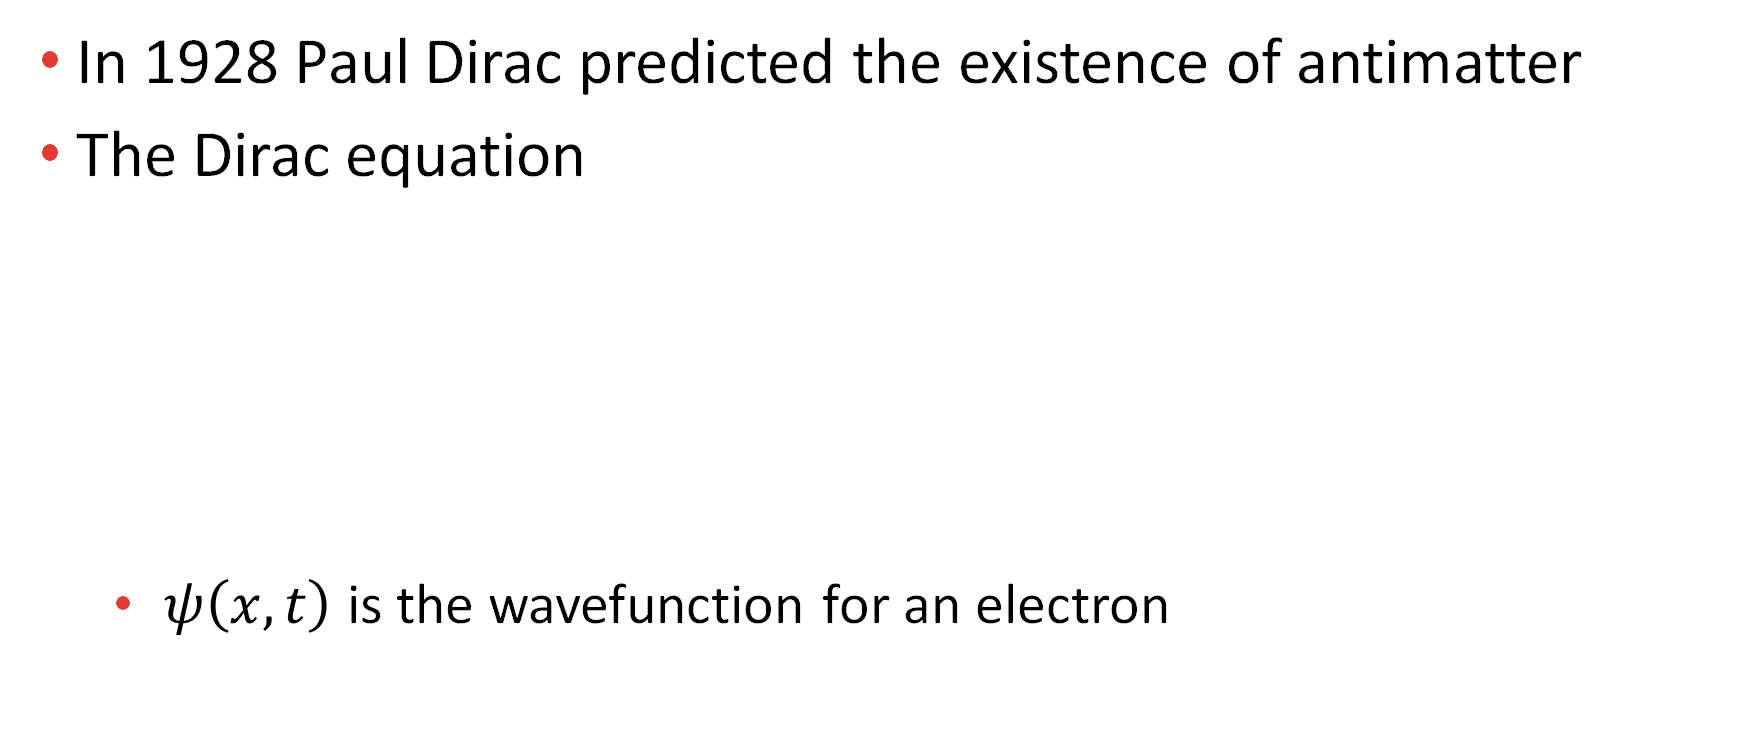 • In 1928 Paul Dirac predicted the existence of antimatter
• The Dirac equation
• 𝜓(𝑥, 𝑡) is the wavefunction for an electron